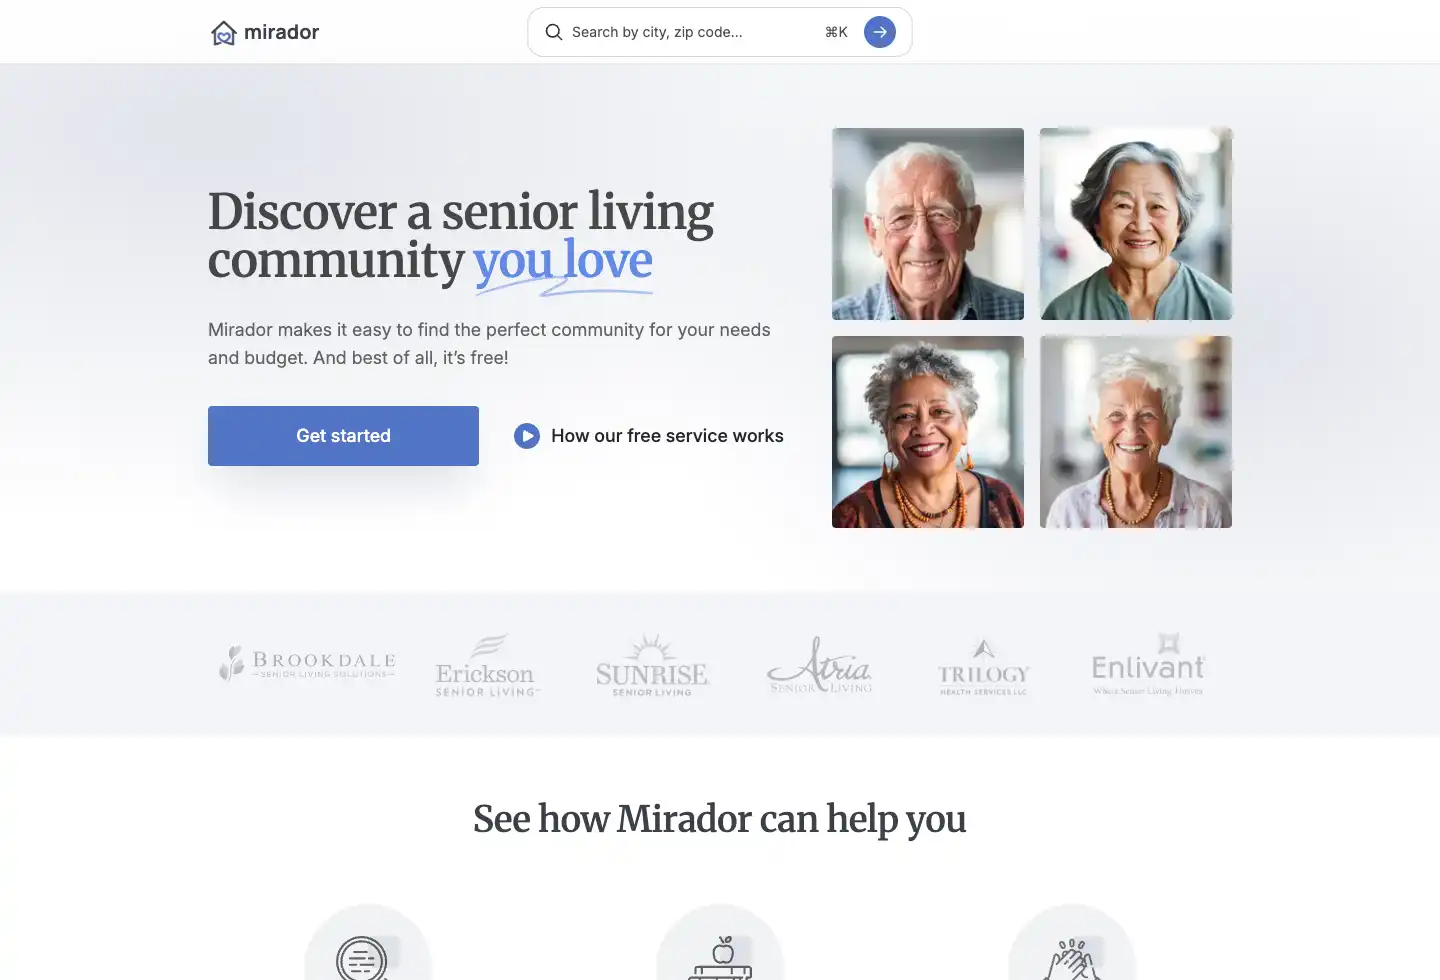 mirador
Search by city, zip code...
⌘K
Discover a senior living
community you love
Mirador makes it easy to find the perfect community for your needs
and budget. And best of all, it’s free!
Get started
How our free service works
BROOKDALE
SENIOR LIVING SOLUTIONS
Erickson
SENIOR LIVING
SUNRISE
SENIOR LIVING
Atria
SENIOR LIVING
TRILOGY
HEALTH SERVICES LLC
Enlivant
Where Senior Living Thrives
See how Mirador can help you